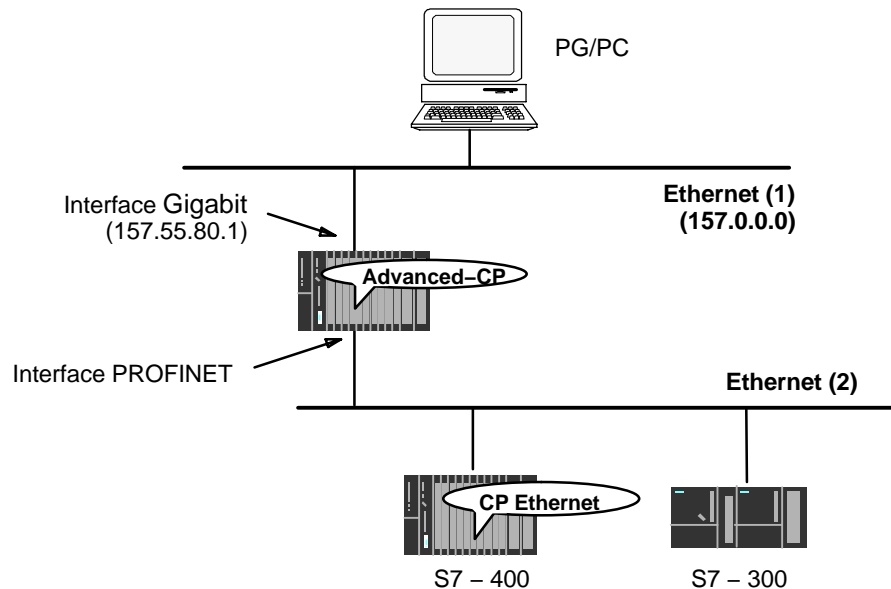 PG/PC
Ethernet (1)
(157.0.0.0)
Interface Gigabit
(157.55.80.1)
Advanced–CP
Interface PROFINET
Ethernet (2)
CP Ethernet
S7 – 400
S7 – 300